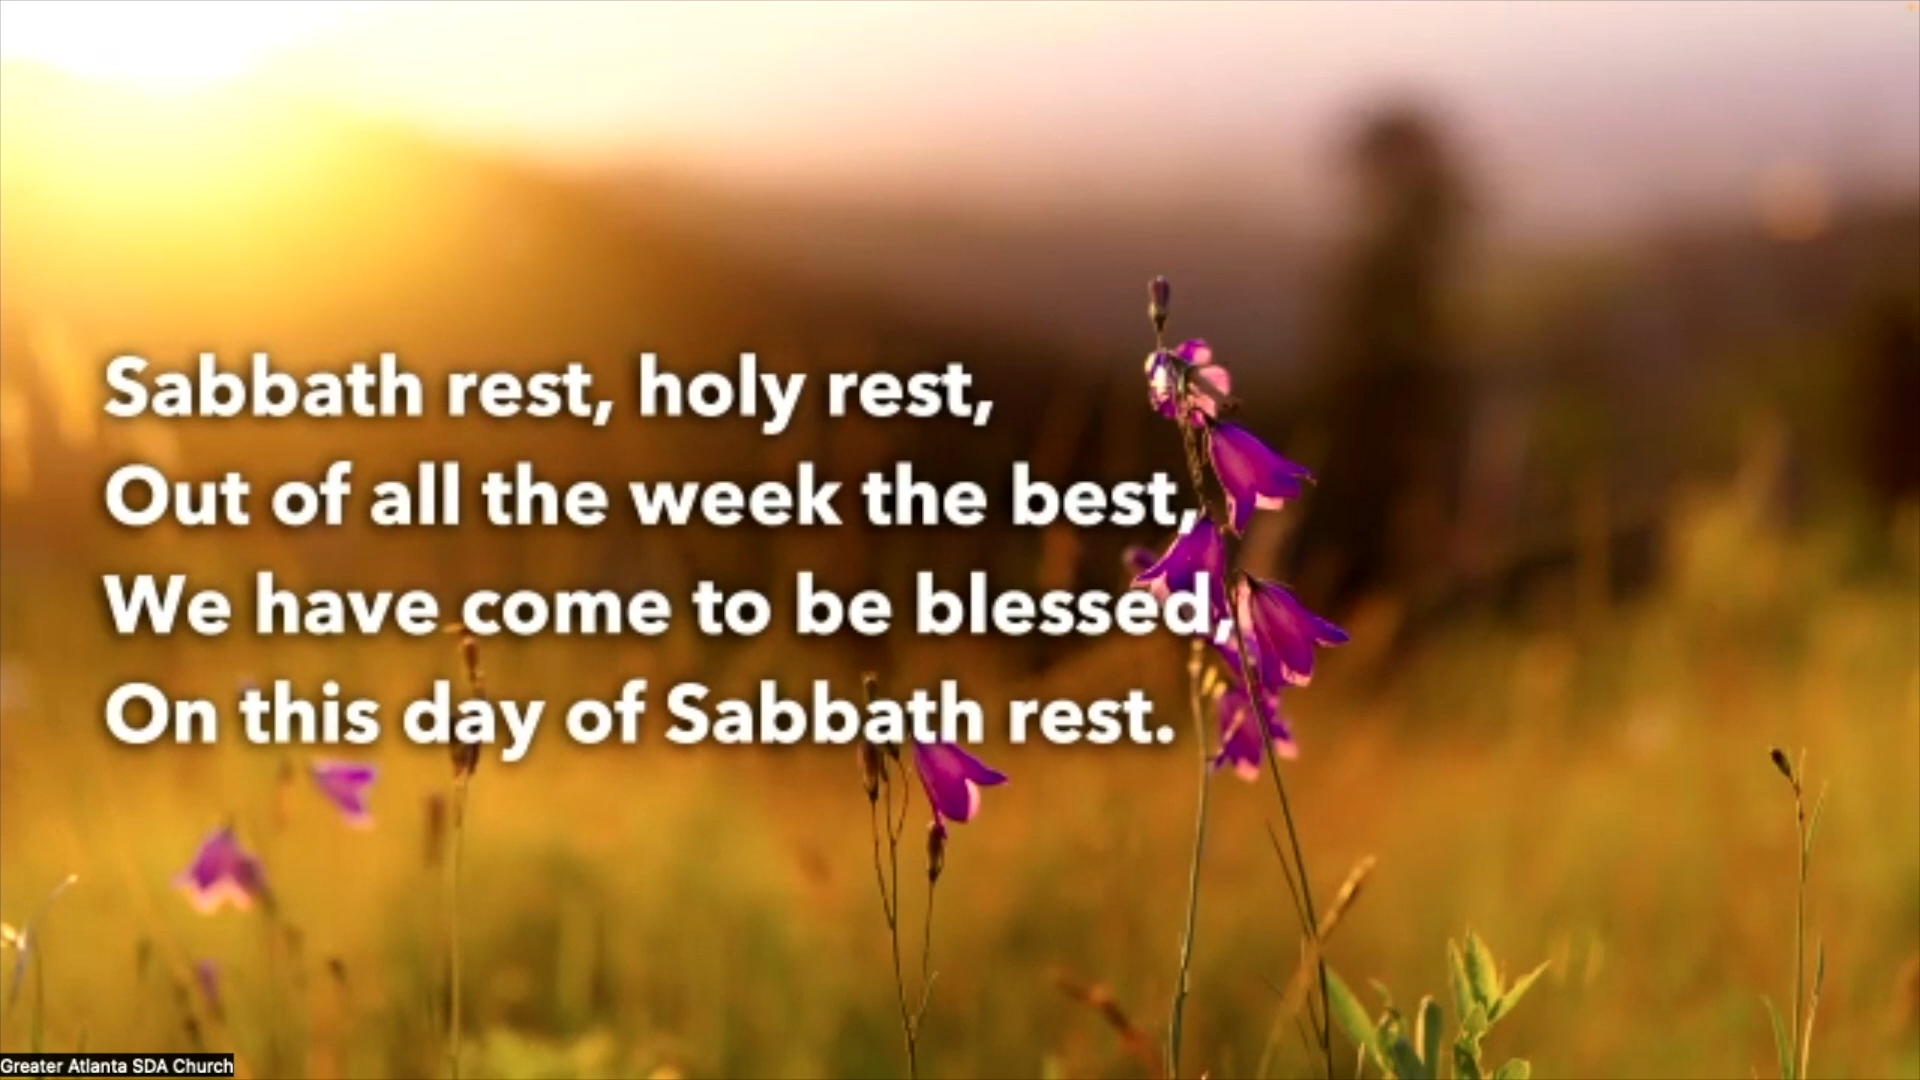 Sabbath rest, holy rest,
Out of all the week the best,
We have come to be blessed,
On this day of Sabbath rest.
Greater Atlanta SDA Church